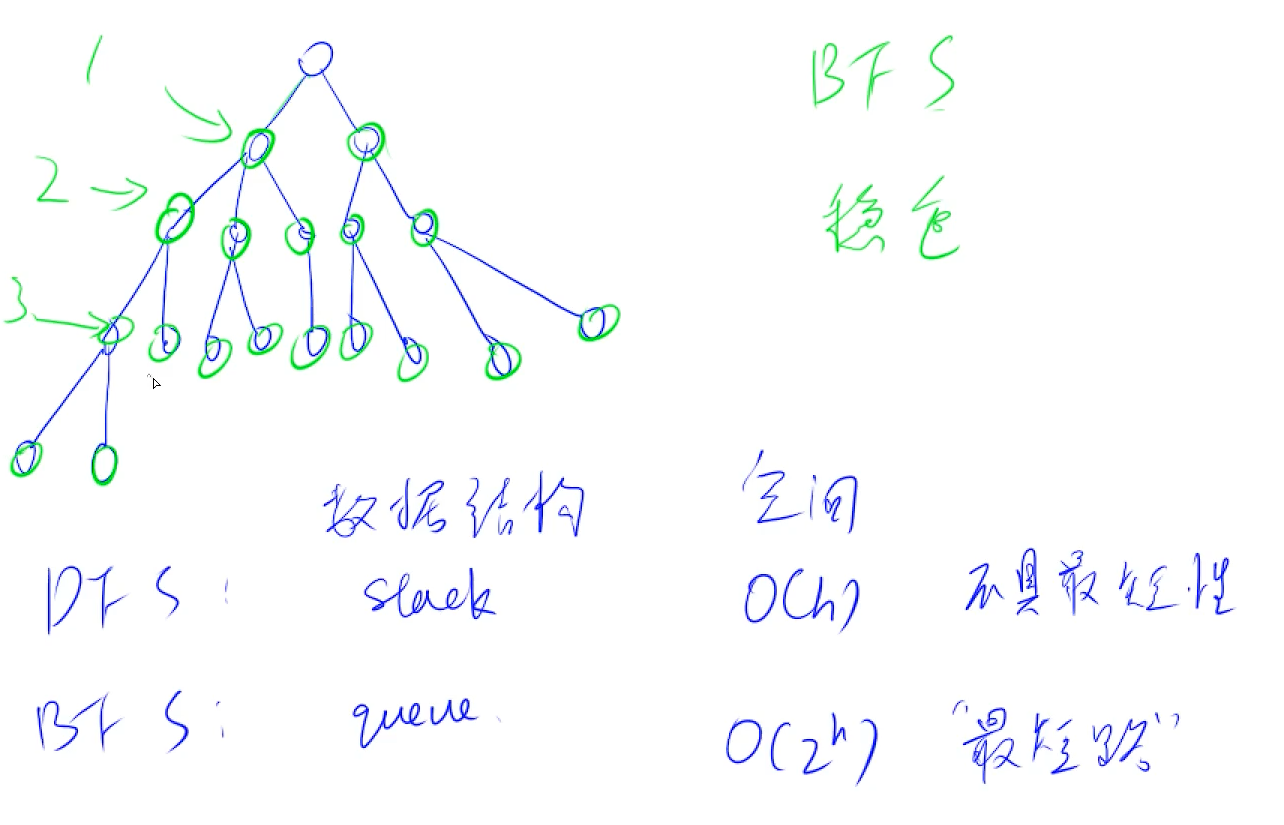 1
BFS
2
稳色
3
数据结构 空间
DFS: stack O(h) 不具最短性
BFS: queue. O(2^h) “最短路”